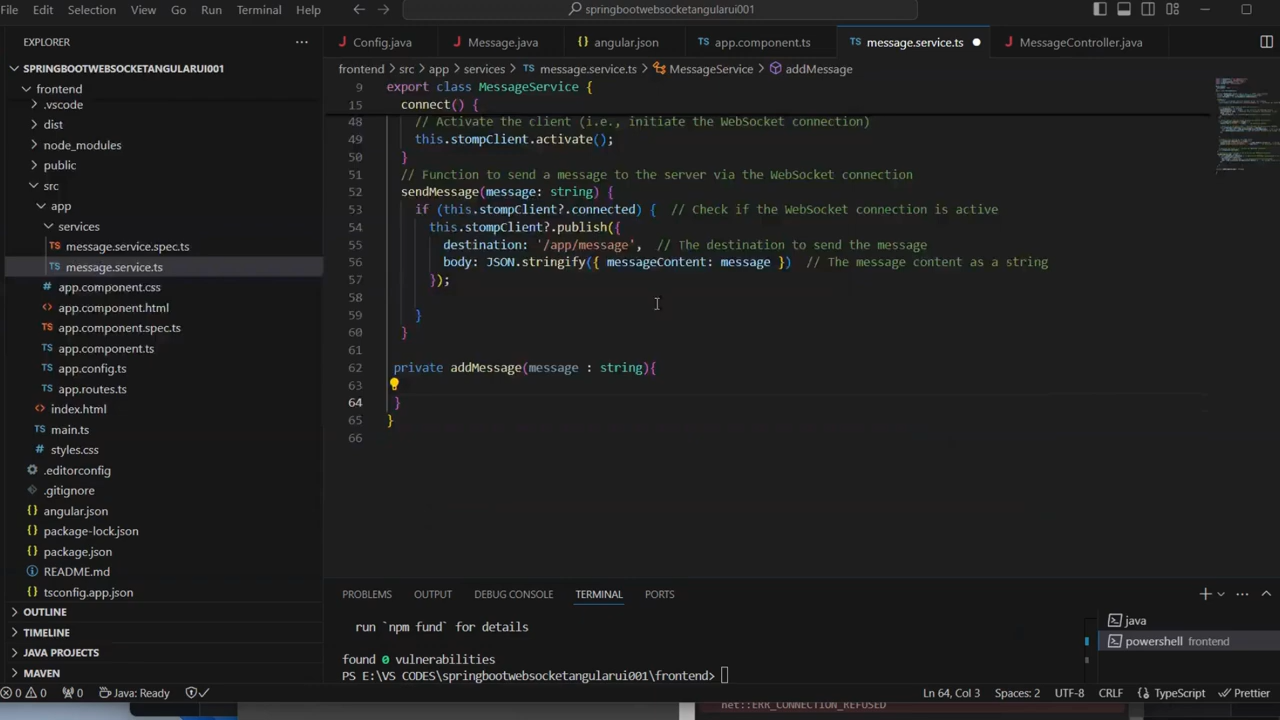 File Edit Selection View Go Run Terminal Help
springbootwebsocketangularui001
EXPLORER
Config.java
Message.java
angular.json
app.component.ts
message.service.ts
MessageController.java
SPRINGBOOTWEBSOCKETANGULARUI001
frontend > src > app > services > TS message.service.ts > MessageService > addMessage
frontend
.vscode
dist
node_modules
public
src
app
services
message.service.spec.ts
message.service.ts
app.component.css
app.component.html
app.component.spec.ts
app.component.ts
app.config.ts
app.routes.ts
index.html
main.ts
styles.css
.editorconfig
.gitignore
angular.json
package-lock.json
package.json
README.md
tsconfig.app.json
OUTLINE
TIMELINE
JAVA PROJECTS
MAVEN
9 export class MessageService {
15 connect() {
48 // Activate the client (i.e., initiate the WebSocket connection)
49 this.stompClient.activate();
50 }
51 // Function to send a message to the server via the WebSocket connection
52 sendMessage(message: string) {
53 if (this.stompClient?.connected) { // Check if the WebSocket connection is active
54 this.stompClient?.publish({
55 destination: '/app/message', // The destination to send the message
56 body: JSON.stringify({ messageContent: message }) // The message content as a string
57 });
58
59 }
60 }
61
62 private addMessage(message : string){
63
64 }
65 }
66
PROBLEMS OUTPUT DEBUG CONSOLE TERMINAL PORTS
run `npm fund` for details
found 0 vulnerabilities
PS E:\VS CODES\springbootwebsocketangularui001\frontend>
java
powershell frontend
0 0 0 Java: Ready Ln 64, Col 3 Spaces: 2 UTF-8 CRLF TypeScript Prettier
net::ERR_CONNECTION_REFUSED